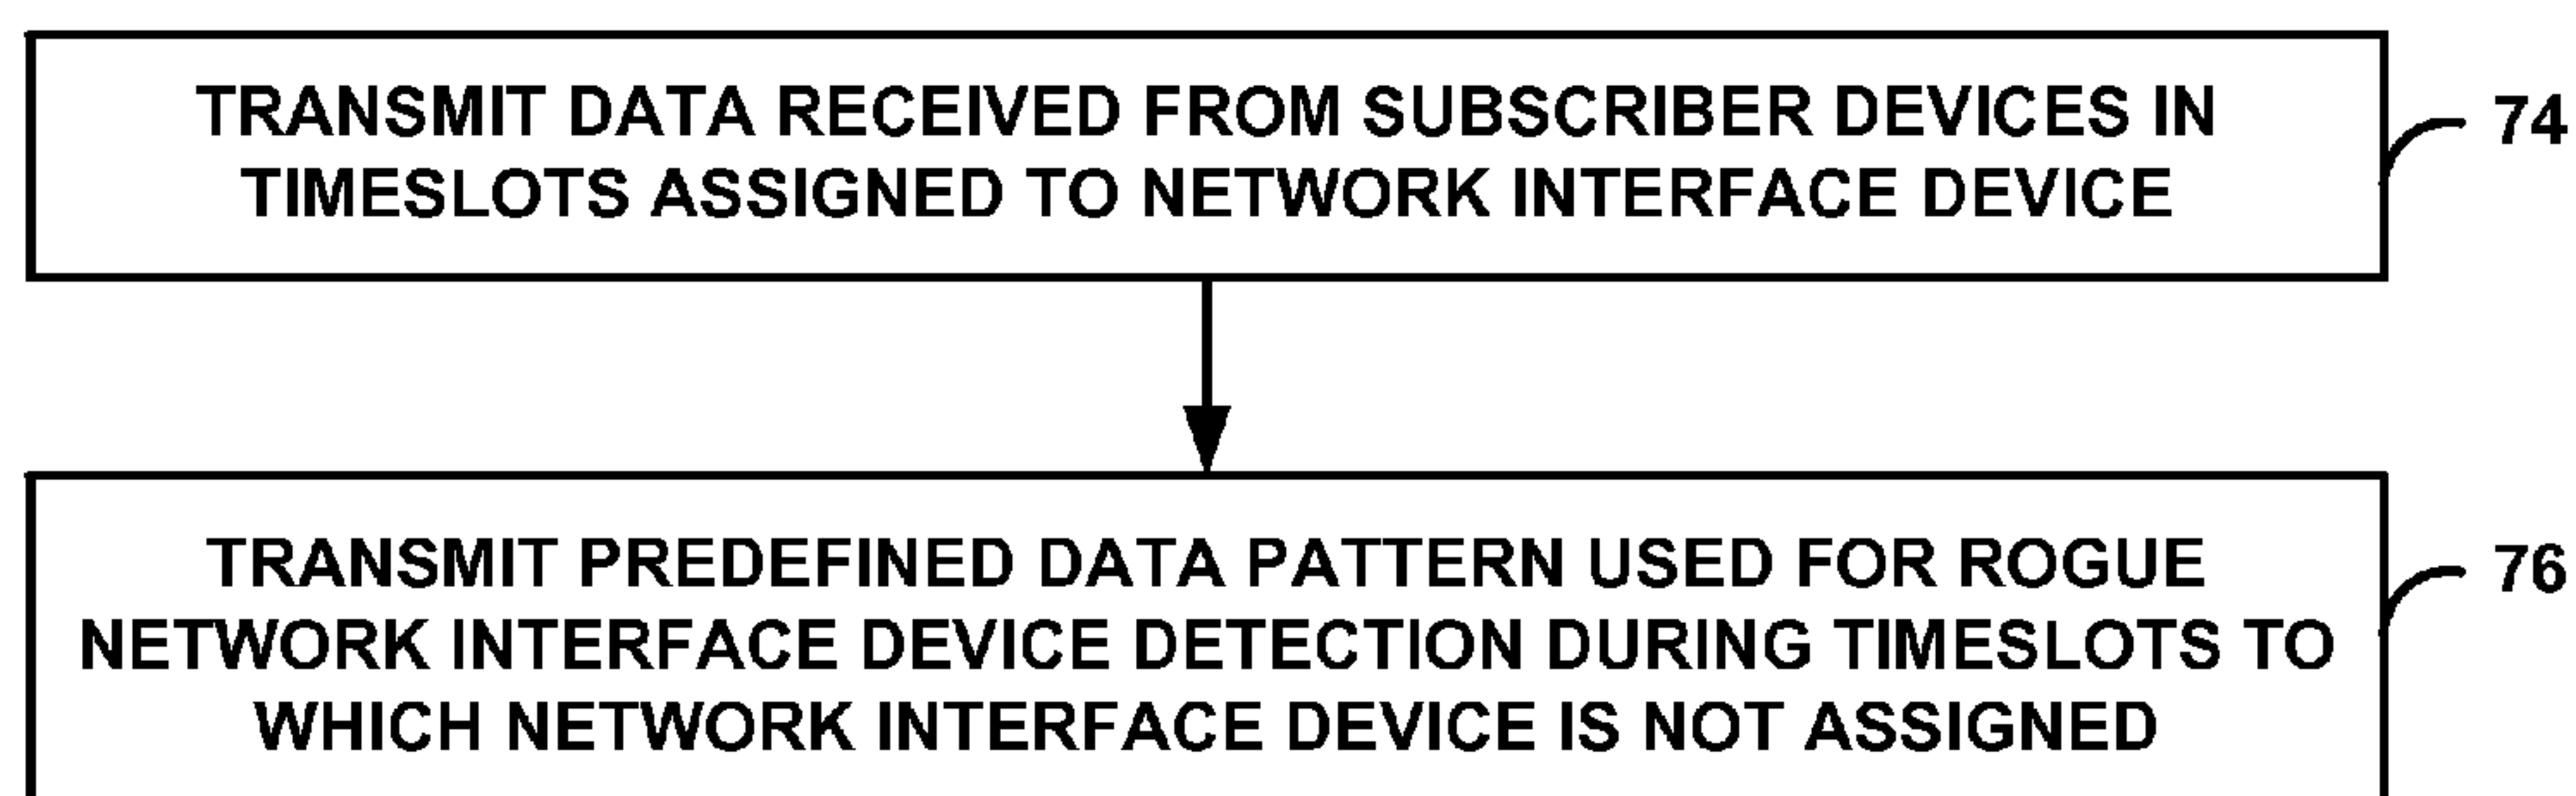 TRANSMIT DATA RECEIVED FROM SUBSCRIBER DEVICES IN
TIMESLOTS ASSIGNED TO NETWORK INTERFACE DEVICE
74
TRANSMIT PREDEFINED DATA PATTERN USED FOR ROGUE
NETWORK INTERFACE DEVICE DETECTION DURING TIMESLOTS TO
WHICH NETWORK INTERFACE DEVICE IS NOT ASSIGNED
76